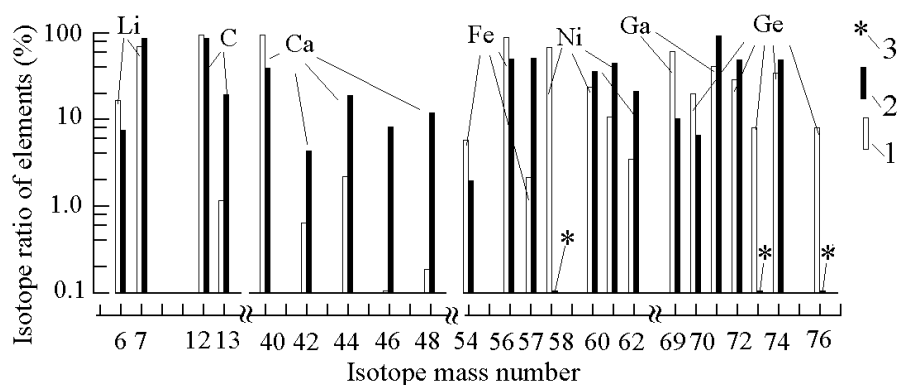 Isotope ratio of elements (%)
100
10
1.0
0.1
Li
C
Ca
Fe
Ni
Ga
Ge
* 3
2
1
*
*
*
6 7 12 13 40 42 44 46 48 54 56 57 58 60 62 69 70 72 74 76
Isotope mass number